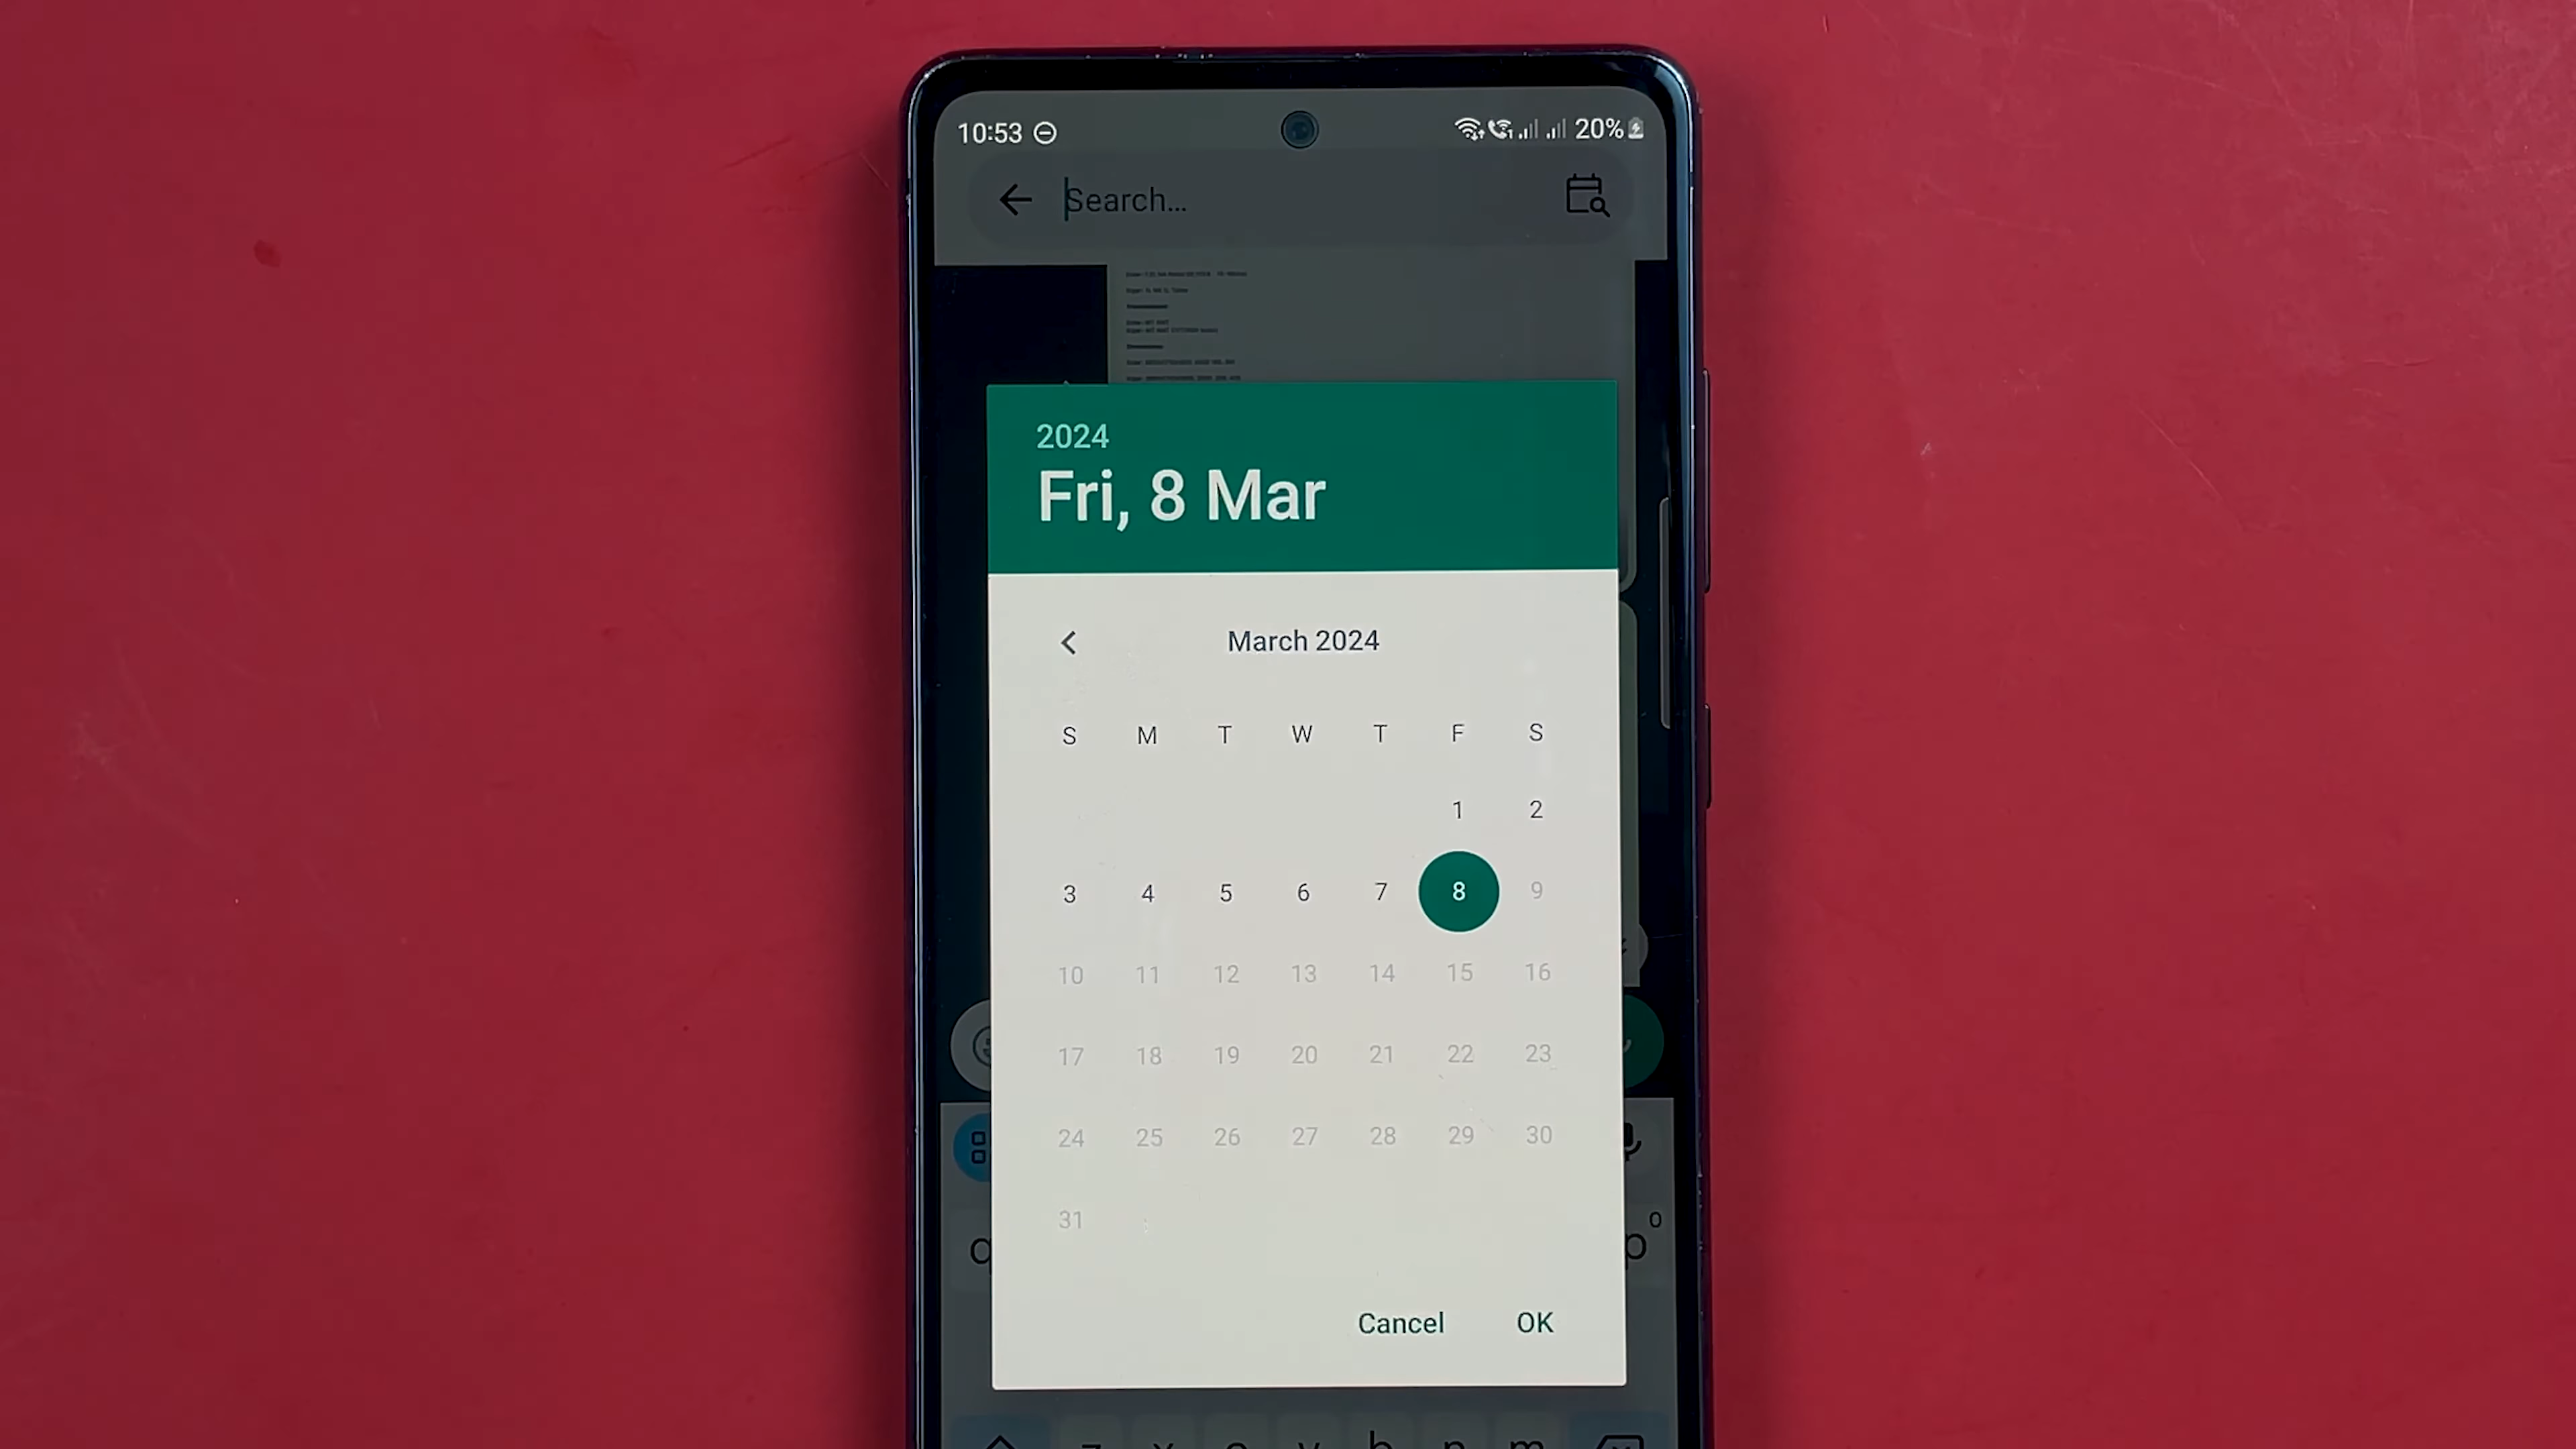 10:53 20%
Search...
2024
Fri, 8 Mar
March 2024
S M T W T F S
1 2
3 4 5 6 7 8 9
10 11 12 13 14 15 16
17 18 19 20 21 22 23
24 25 26 27 28 29 30
31
0
q p
Cancel OK
z x c v b n m